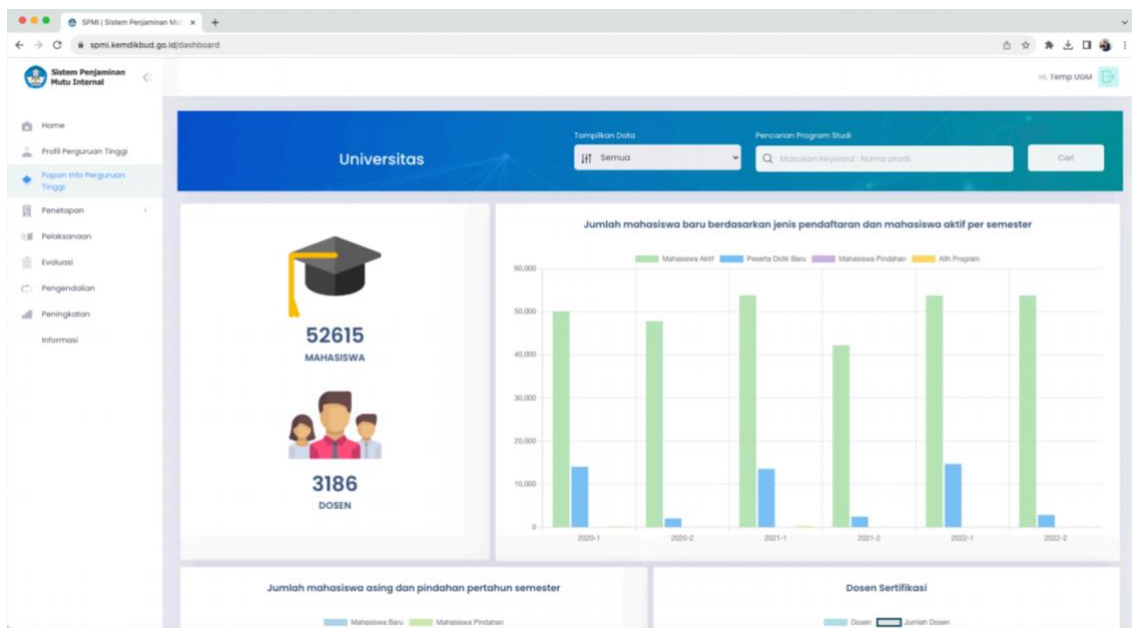 SPMI | Sistem Penjaminan Mu
spmi.kemdikbud.go.id/dashboard
Sistem Penjaminan
Mutu Internal
Hi, Temp UGM
Home
Profil Perguruan Tinggi
Papan Info Perguruan
Tinggi
Penetapan
Pelaksanaan
Evaluasi
Pengendalian
Peningkatan
Informasi
Universitas
Tampilkan Data
Semua
Pencarian Program Studi
Masukan keyword : Nama prodi.
Cari
52615
MAHASISWA
3186
DOSEN
Jumlah mahasiswa baru berdasarkan jenis pendaftaran dan mahasiswa aktif per semester
Mahasiswa Aktif Peserta Didik Baru Mahasiswa Pindahan Alih Program
60,000
50,000
40,000
30,000
20,000
10,000
0
2020-1 2020-2 2021-1 2021-2 2022-1 2022-2
Jumlah mahasiswa asing dan pindahan pertahun semester
Mahasiswa Baru Mahasiswa Pindahan
Dosen Sertifikasi
Dosen Jumlah Dosen